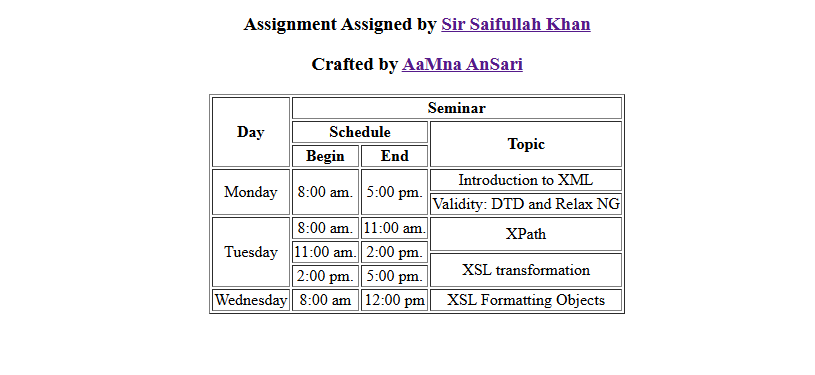 Assignment Assigned by Sir Saifullah Khan
Crafted by AaMna AnSari
Day Seminar
Schedule Topic
Begin End
Monday 8:00 am. 5:00 pm. Introduction to XML
Validity: DTD and Relax NG
Tuesday 8:00 am. 11:00 am. XPath
11:00 am. 2:00 pm.
2:00 pm. 5:00 pm. XSL transformation
Wednesday 8:00 am 12:00 pm XSL Formatting Objects